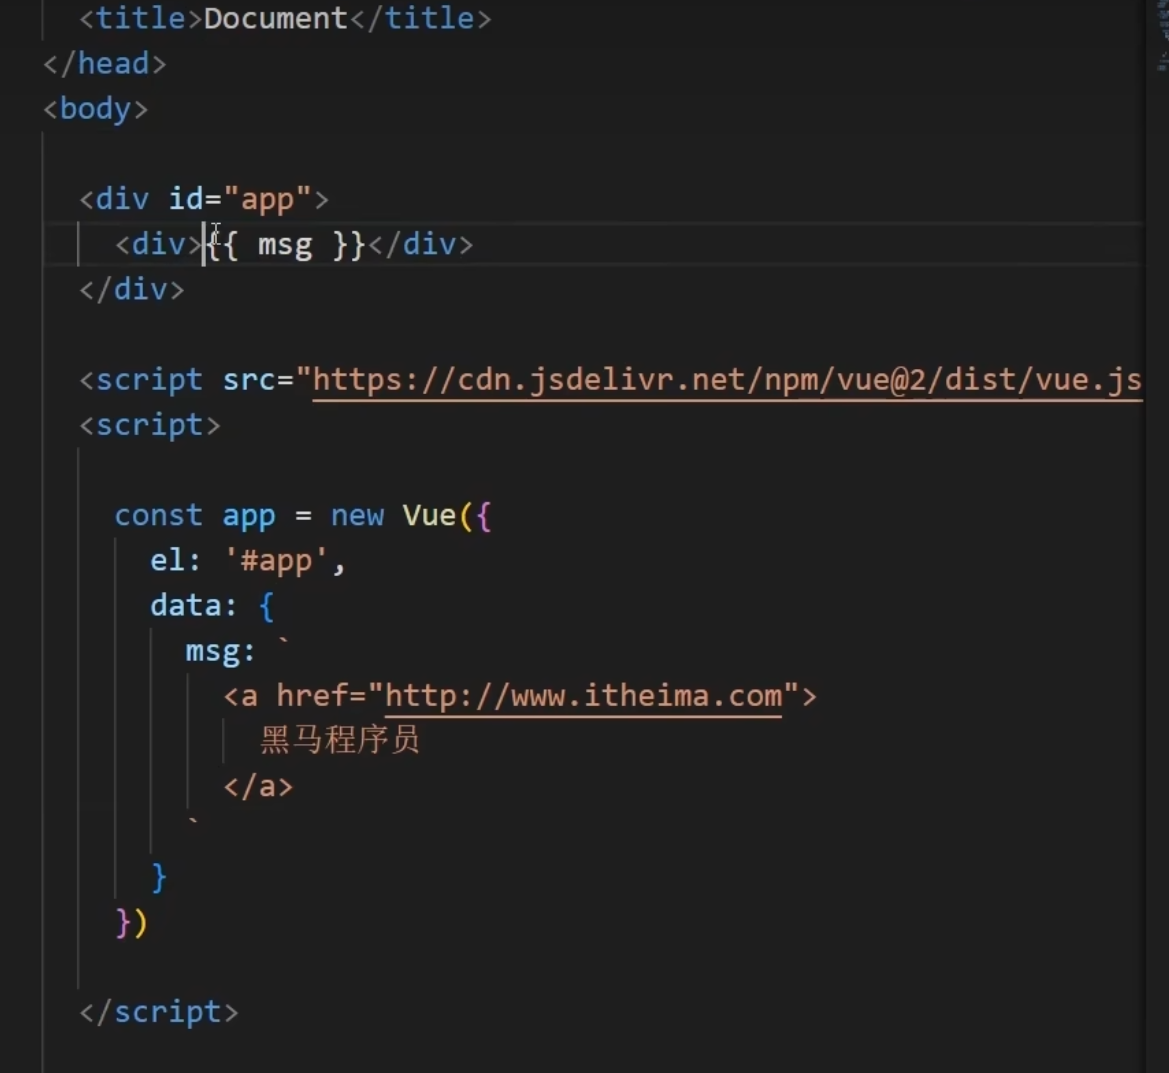 <title>Document</title>
</head>
<body>
<div id="app">
<div>{{ msg }}</div>
</div>
<script src="https://cdn.jsdelivr.net/npm/vue@2/dist/vue.js
<script>
const app = new Vue({
el: '#app',
data: {
msg: `
<a href="http://www.itheima.com">
黑马程序员
</a>
`
}
})
</script>